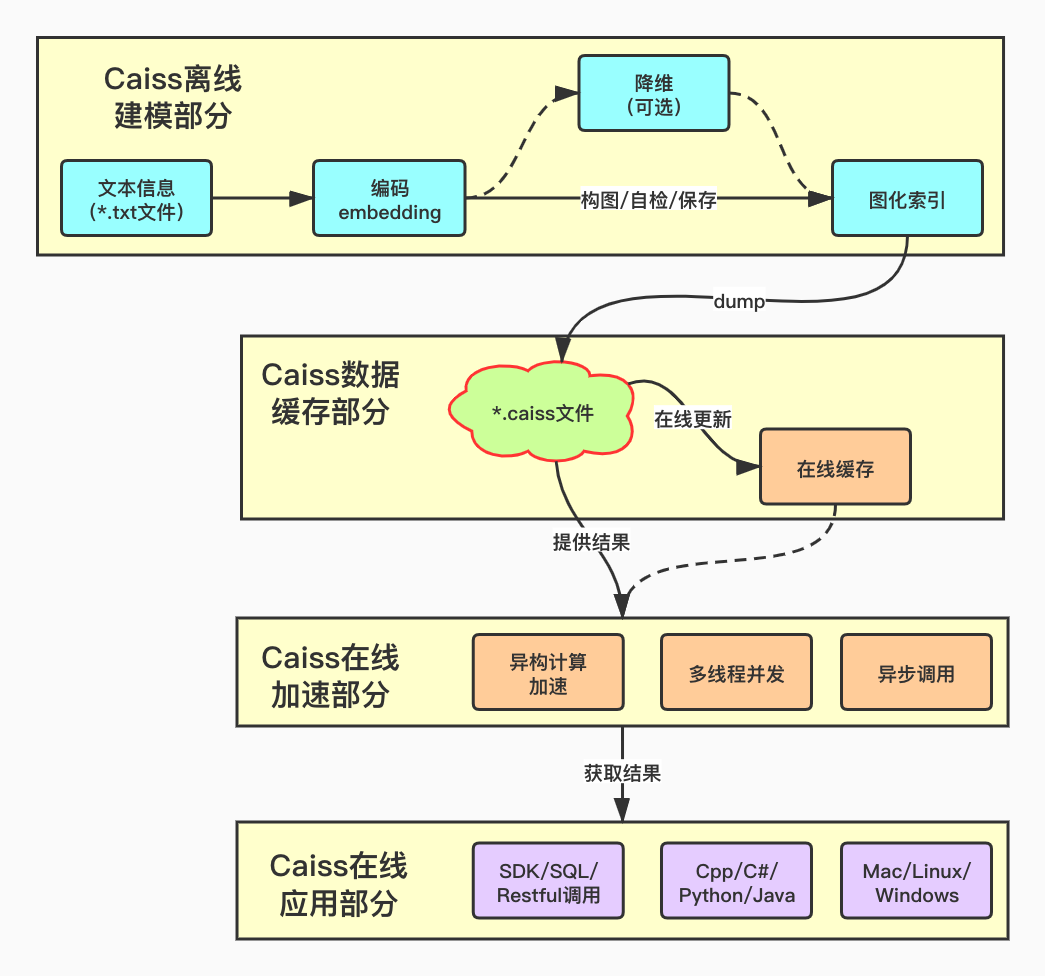 Caiss离线
建模部分
降维
(可选)
文本信息
(*.txt文件)
编码
embedding
构图/自检/保存
图化索引
dump
Caiss数据
缓存部分
*.caiss文件
在线更新
在线缓存
提供结果
Caiss在线
加速部分
异构计算
加速
多线程并发
异步调用
获取结果
Caiss在线
应用部分
SDK/SQL/
Restful调用
Cpp/C#/
Python/Java
Mac/Linux/
Windows